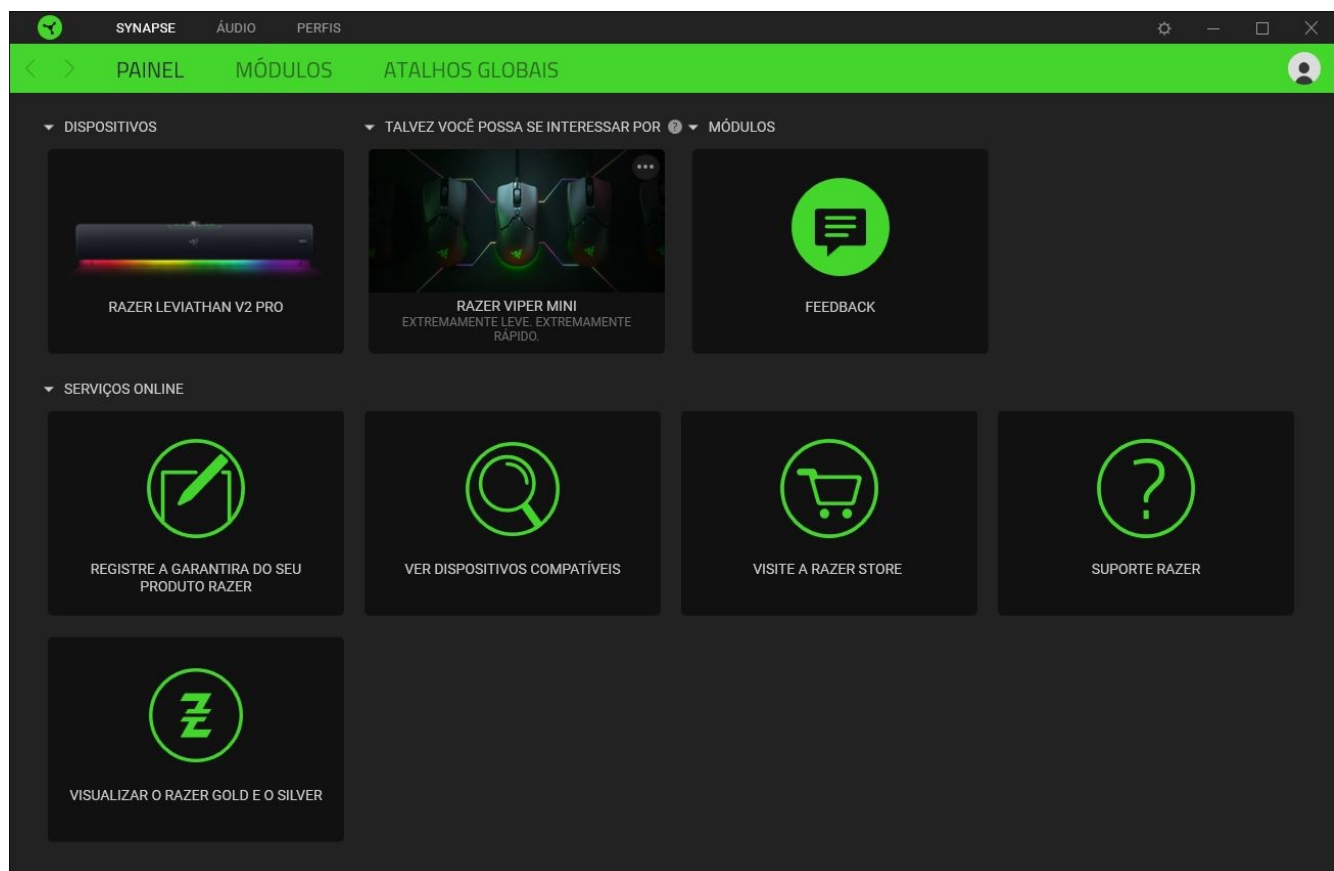 SYNAPSE ÁUDIO PERFIS
PAINEL MÓDULOS ATALHOS GLOBAIS
DISPOSITIVOS
TALVEZ VOCÊ POSSA SE INTERESSAR POR ?
MÓDULOS
RAZER LEVIATHAN V2 PRO
RAZER VIPER MINI
EXTREMAMENTE LEVE. EXTREMAMENTE
RÁPIDO.
FEEDBACK
SERVIÇOS ONLINE
REGISTRE A GARANTIRA DO SEU
PRODUTO RAZER
VER DISPOSITIVOS COMPATÍVEIS
VISITE A RAZER STORE
SUPORTE RAZER
VISUALIZAR O RAZER GOLD E O SILVER